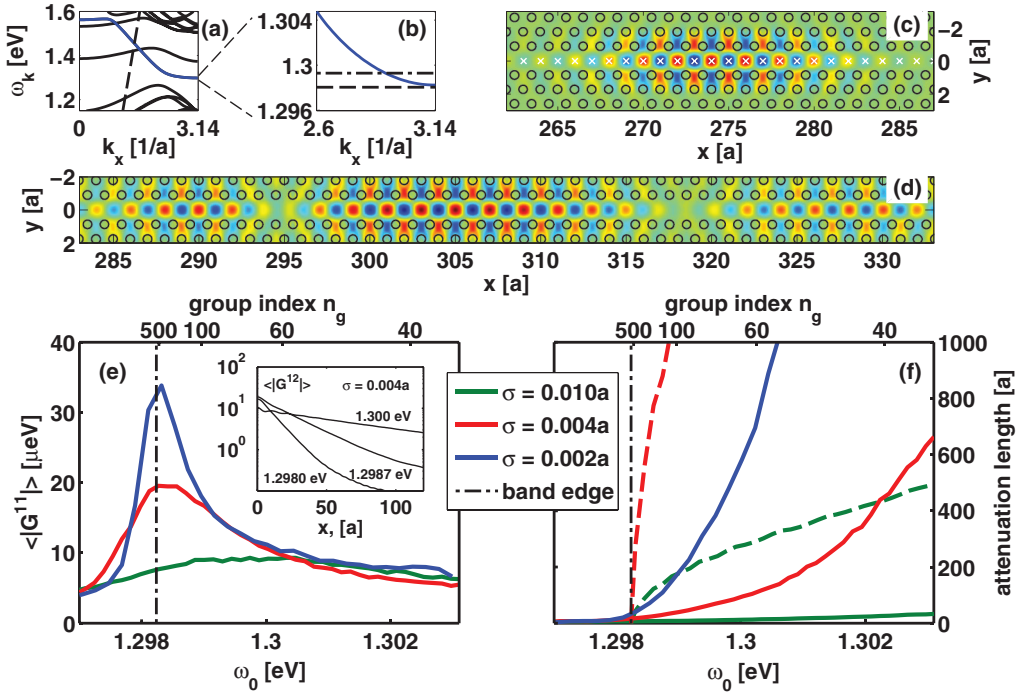 1.6
1.4
1.2
ω_k [eV]
(a)
0
3.14
k_x [1/a]
1.304
1.3
1.296
(b)
2.6
3.14
k_x [1/a]
(c)
−2
0
2
y [a]
265
270
275
280
285
x [a]
−2
0
2
y [a]
(d)
285
290
295
300
305
310
315
320
325
330
x [a]
group index n_g
500
100
60
40
40
30
20
10
0
<|G^11|> [μeV]
(e)
1.298
1.3
1.302
ω_0 [eV]
10^2
10^1
10^0
<|G^12|>
σ = 0.004a
1.300 eV
1.2980 eV
1.2987 eV
0
50
100
x, [a]
σ = 0.010a
σ = 0.004a
σ = 0.002a
band edge
group index n_g
500
100
60
40
(f)
1000
800
600
400
200
0
attenuation length [a]
1.298
1.3
1.302
ω_0 [eV]